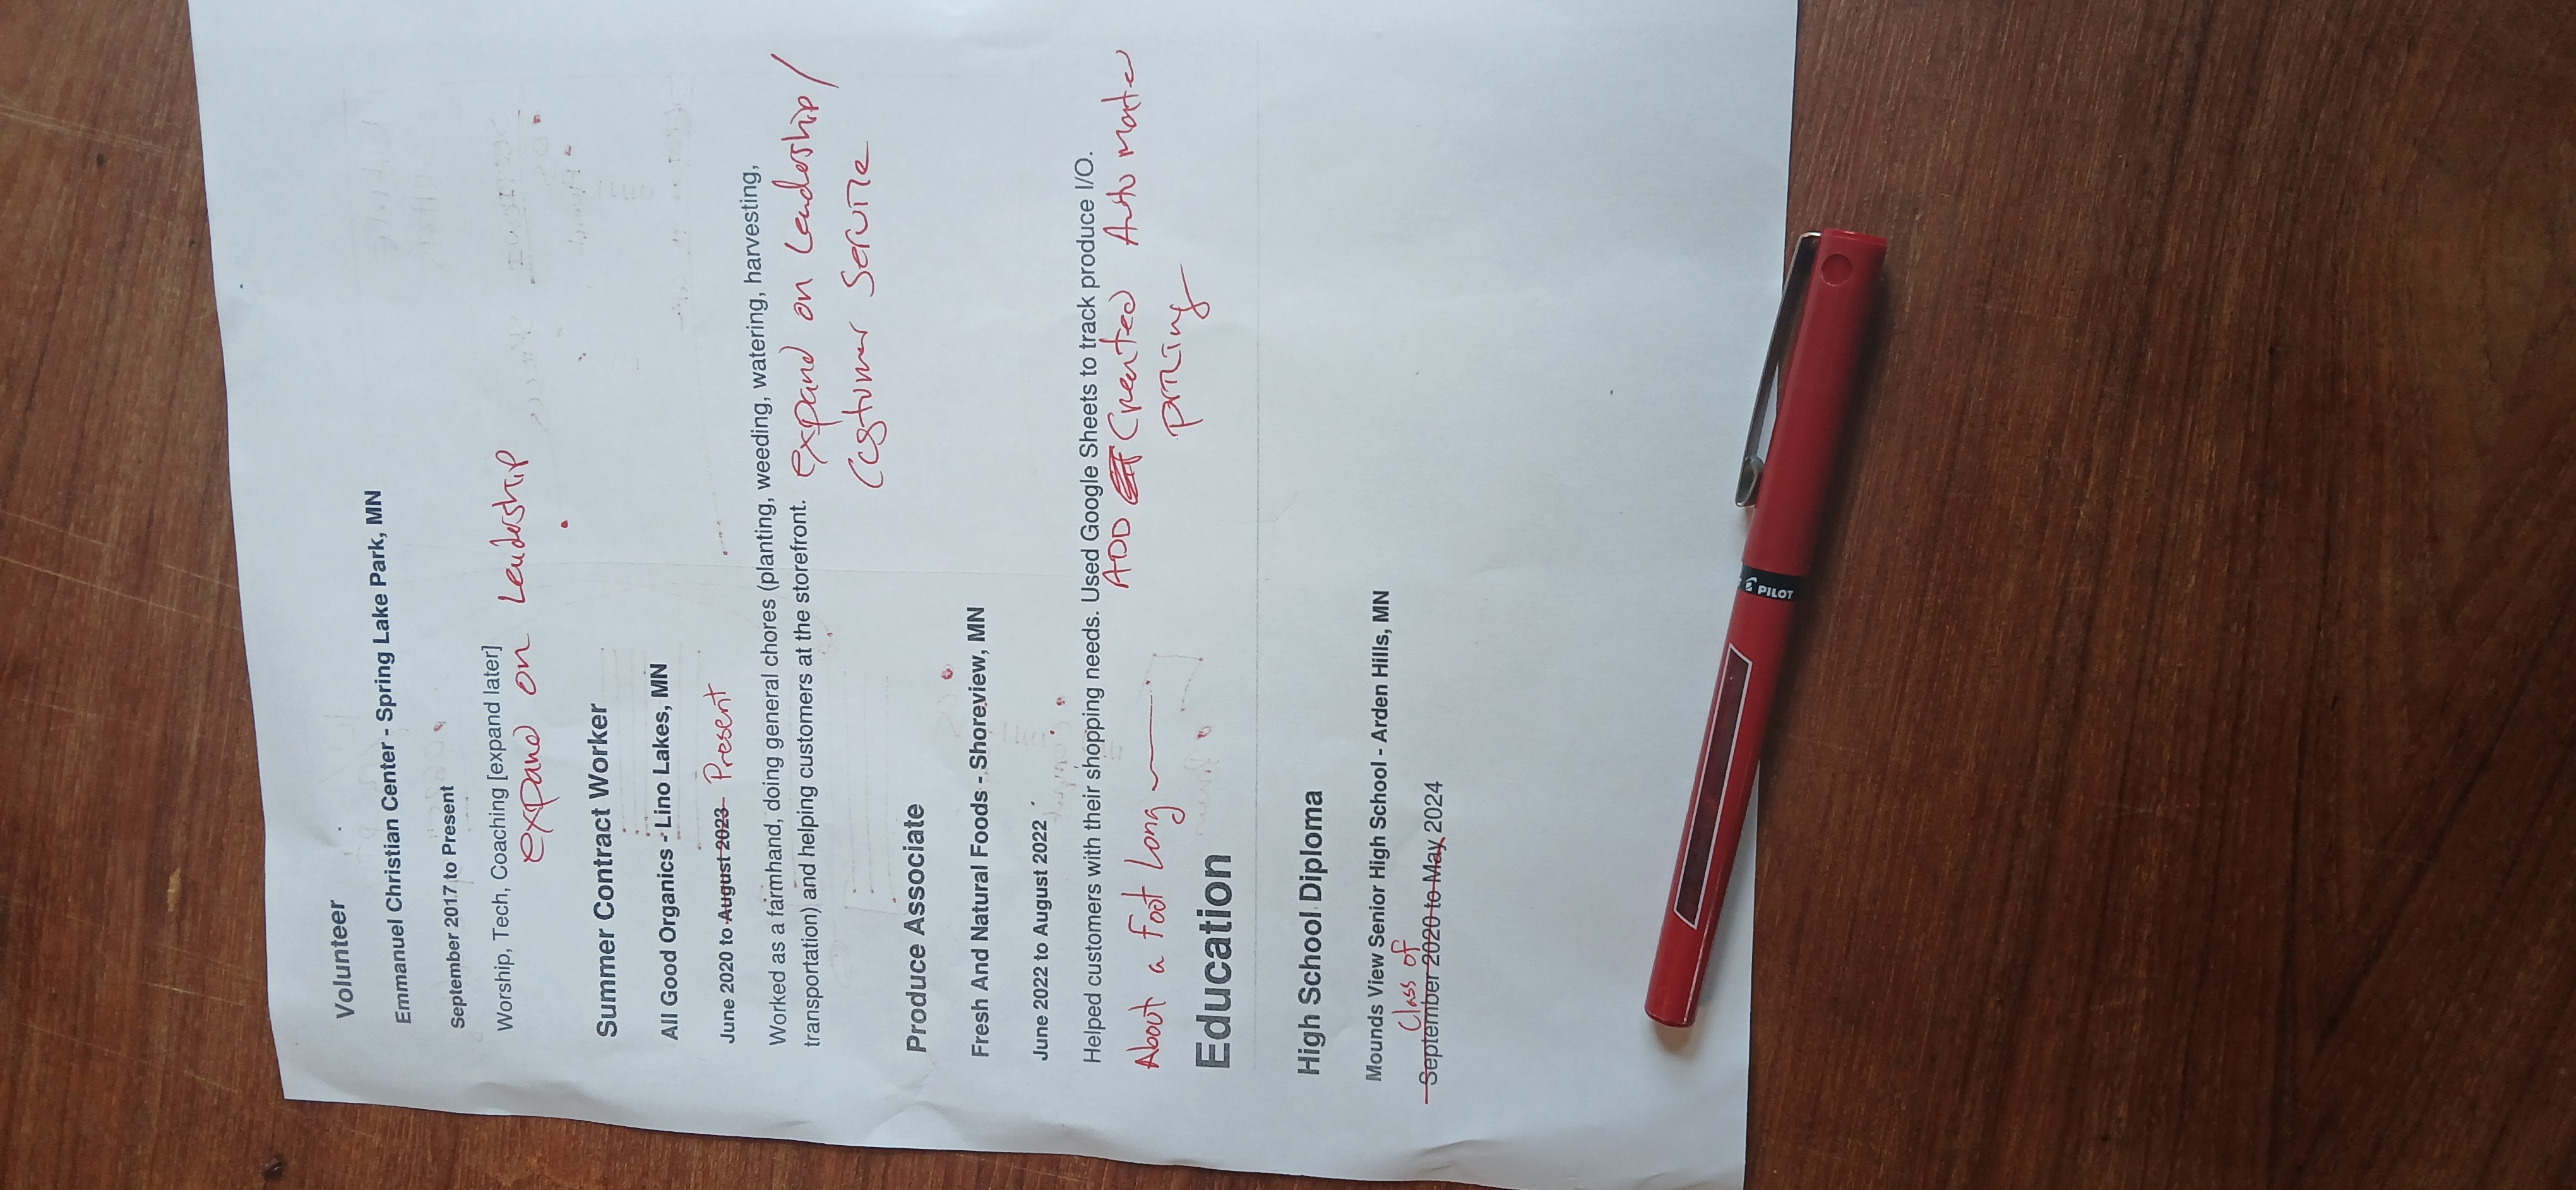 Volunteer
Emmanuel Christian Center - Spring Lake Park, MN
September 2017 to Present
Worship, Tech, Coaching [expand later]
expand on Leadership
Summer Contract Worker
All Good Organics - Lino Lakes, MN
June 2020 to August 2023 Present
Worked as a farmhand, doing general chores (planting, weeding, watering, harvesting,
transportation) and helping customers at the storefront. expand on Leadership/
Customer Service
Produce Associate
Fresh And Natural Foods - Shoreview, MN
June 2022 to August 2022
Helped customers with their shopping needs. Used Google Sheets to track produce I/O.
ADD Created Automated
pricing
About a foot Long
Education
High School Diploma
Mounds View Senior High School - Arden Hills, MN
Class of
September 2020 to May 2024
PILOT